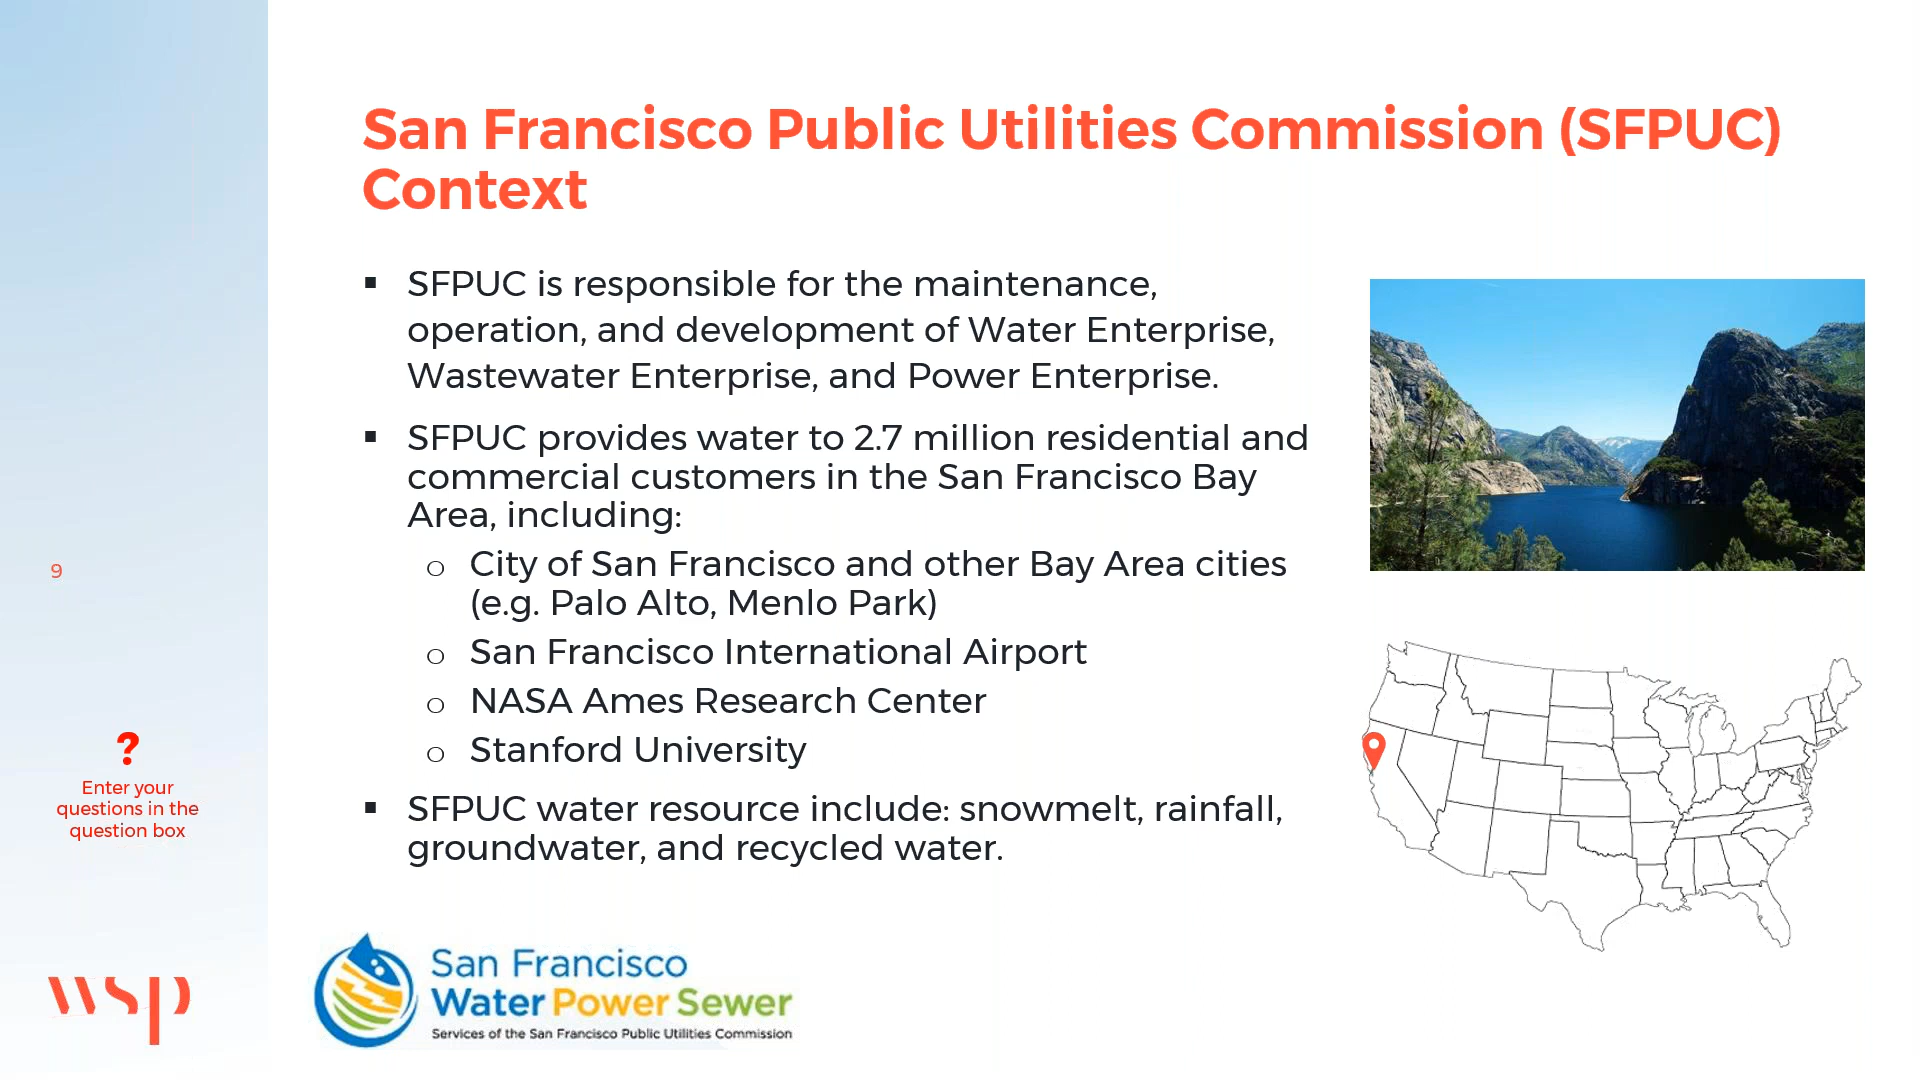 San Francisco Public Utilities Commission (SFPUC)
Context
▪ SFPUC is responsible for the maintenance,
operation, and development of Water Enterprise,
Wastewater Enterprise, and Power Enterprise.
▪ SFPUC provides water to 2.7 million residential and
commercial customers in the San Francisco Bay
Area, including:
o City of San Francisco and other Bay Area cities
(e.g. Palo Alto, Menlo Park)
o San Francisco International Airport
o NASA Ames Research Center
o Stanford University
▪ SFPUC water resource include: snowmelt, rainfall,
groundwater, and recycled water.
9
?
Enter your
questions in the
question box
wsp
San Francisco
Water Power Sewer
Services of the San Francisco Public Utilities Commission